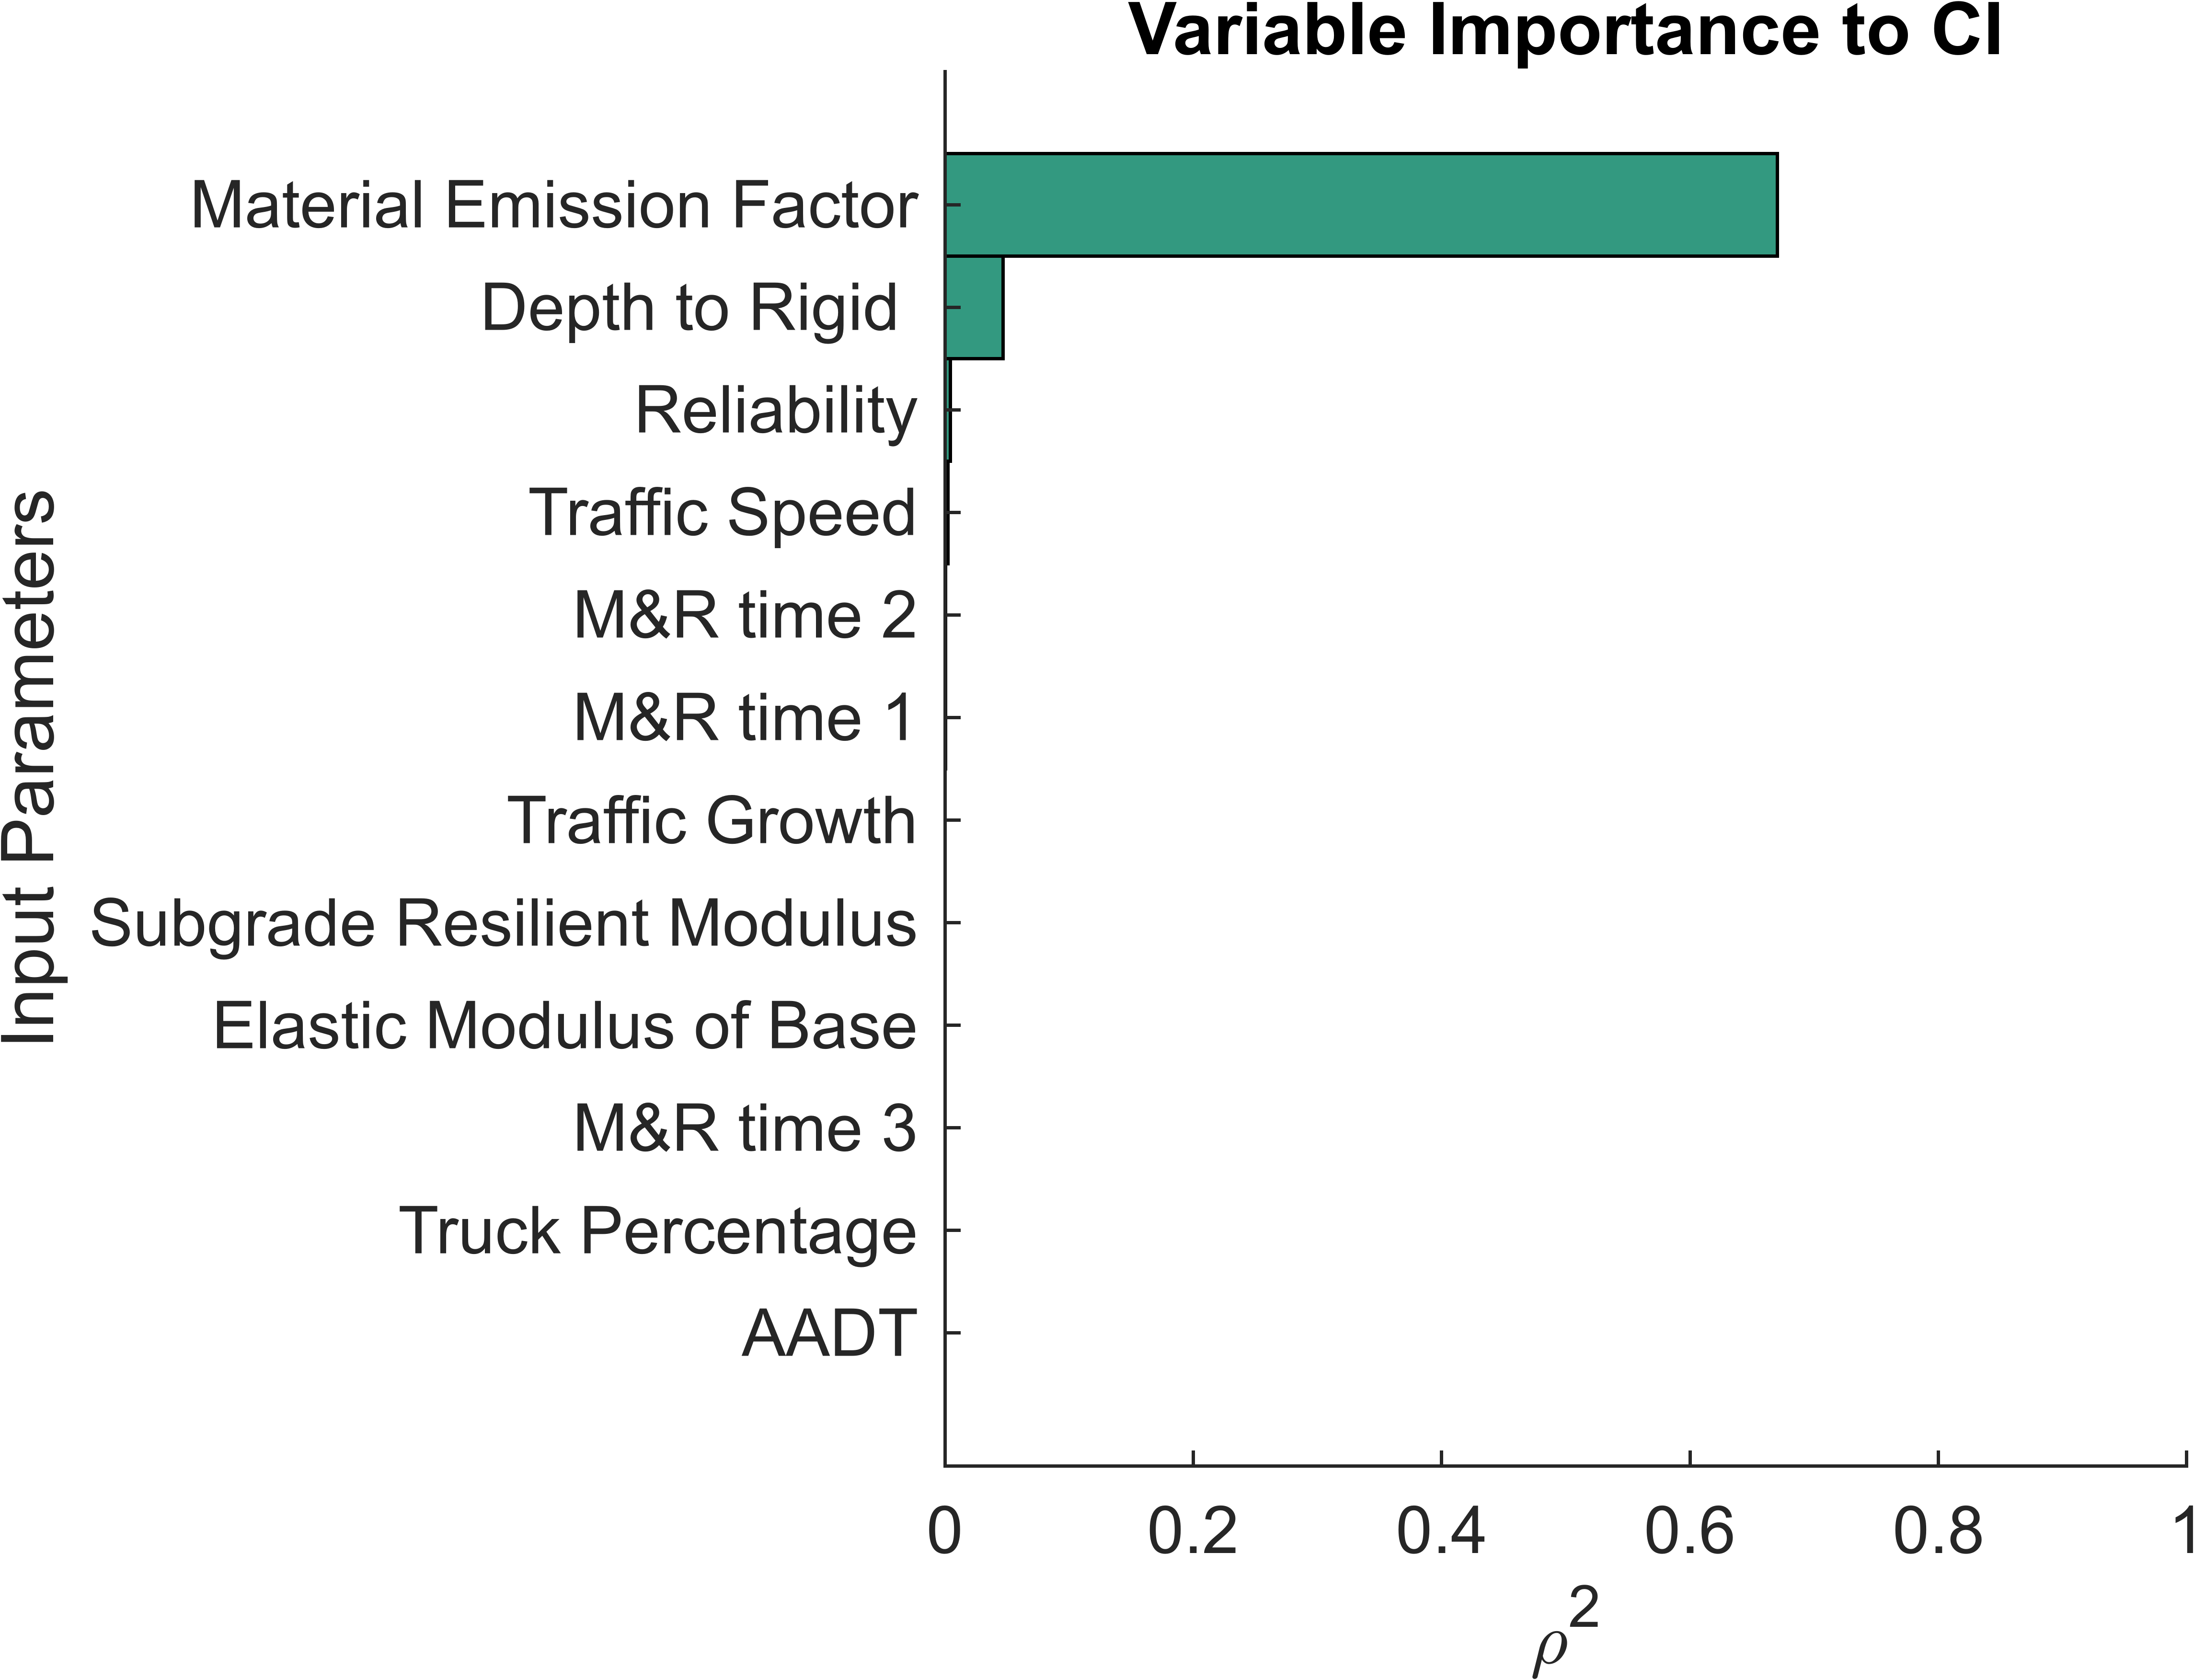 Variable Importance to CI
Input Parameters
Material Emission Factor
Depth to Rigid
Reliability
Traffic Speed
M&R time 2
M&R time 1
Traffic Growth
Subgrade Resilient Modulus
Elastic Modulus of Base
M&R time 3
Truck Percentage
AADT
0 0.2 0.4 0.6 0.8 1
ρ²